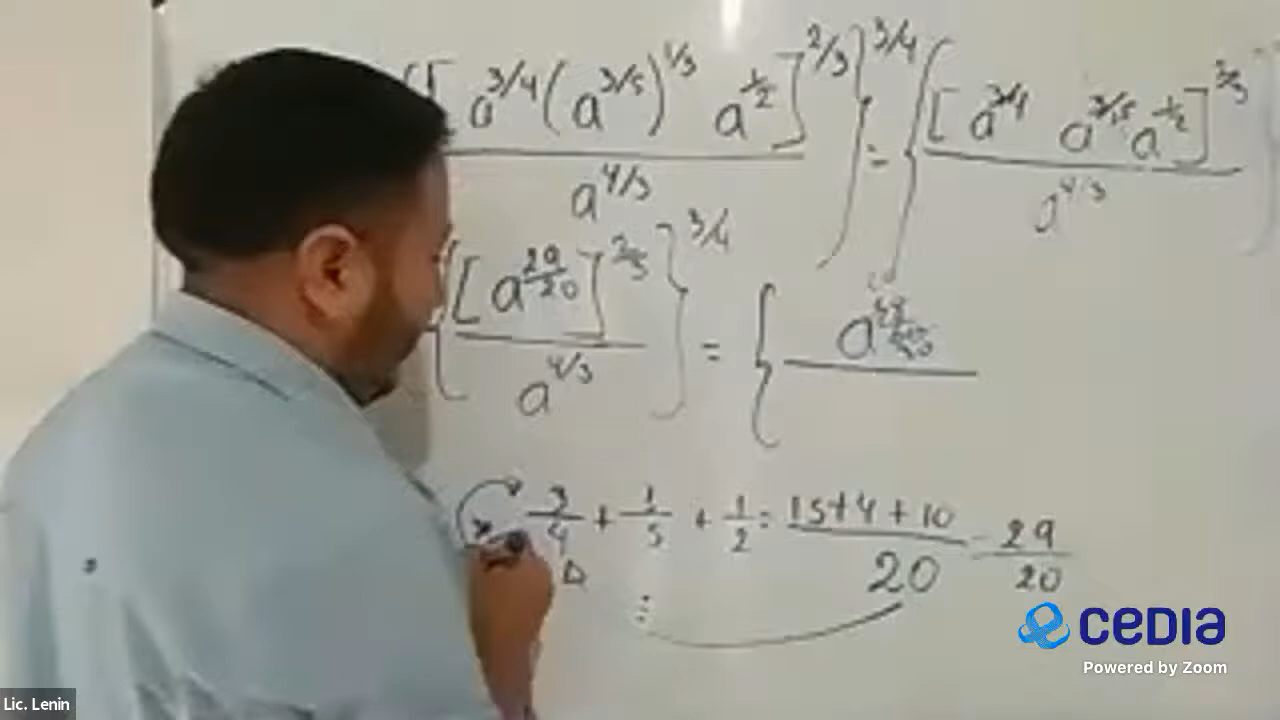 [ a^3/4 (a^3/5)^1/3 a^1/2 ]^2/3 }^3/4 = { [ a^3/4 a^3/15 a^1/2 ]^2/3
a^4/3 a^4/3
{ [ a^29/20 ]^2/3 }^3/4 = { a
a^4/3
3/4 + 1/5 + 1/2 = 15+4+10/20 = 29/20
cedia
Powered by Zoom
Lic. Lenin